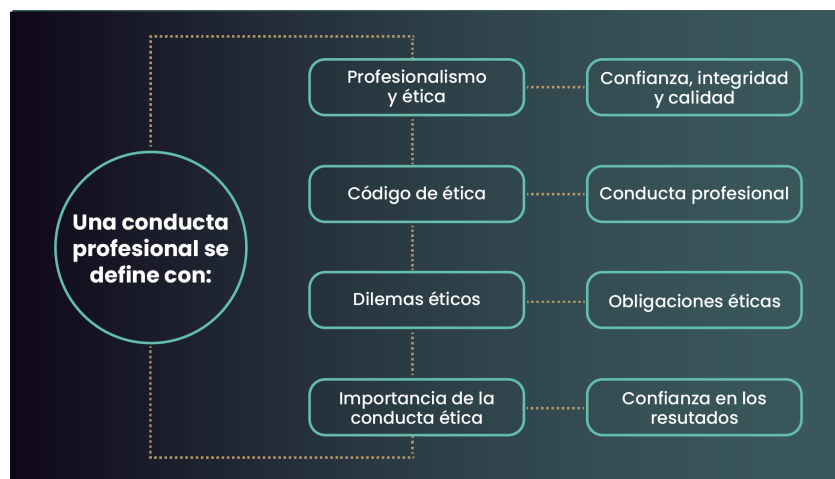 Una conducta
profesional se
define con:
Profesionalismo
y ética
Confianza, integridad
y calidad
Código de ética
Conducta profesional
Dilemas éticos
Obligaciones éticas
Importancia de la
conducta ética
Confianza en los
resutados